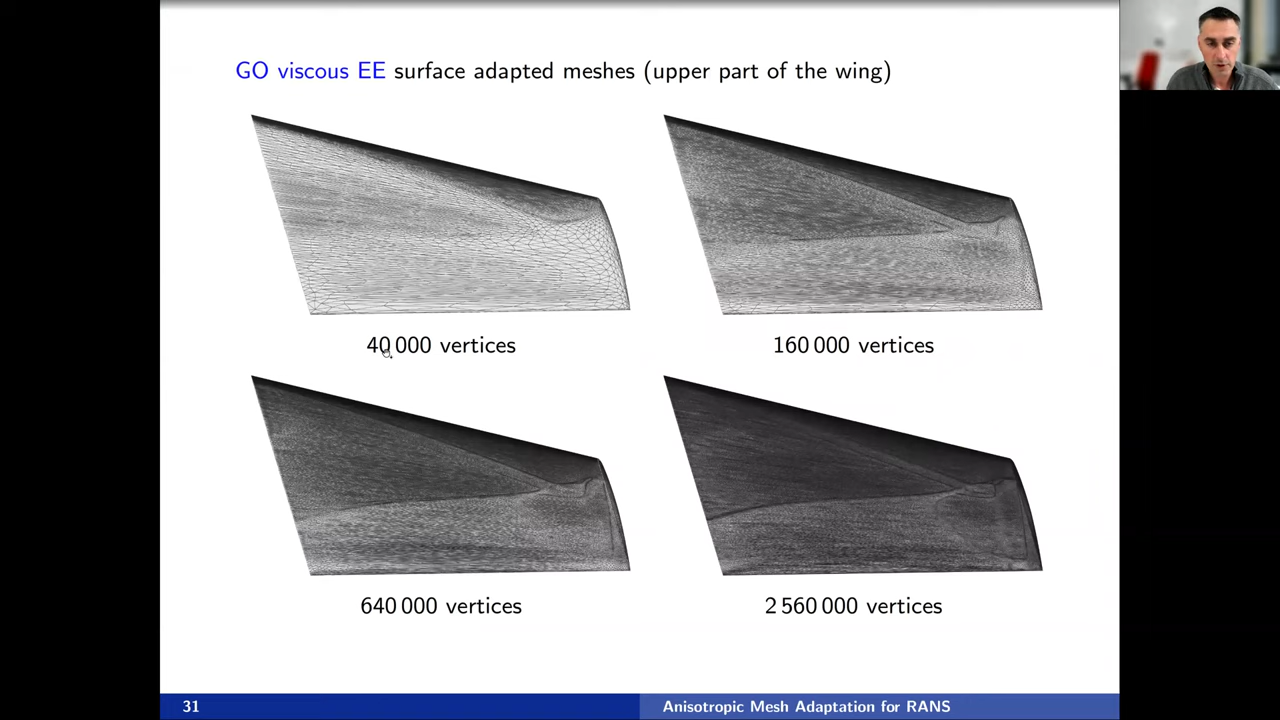 GO viscous EE surface adapted meshes (upper part of the wing)
40 000 vertices
160 000 vertices
640 000 vertices
2 560 000 vertices
31
Anisotropic Mesh Adaptation for RANS